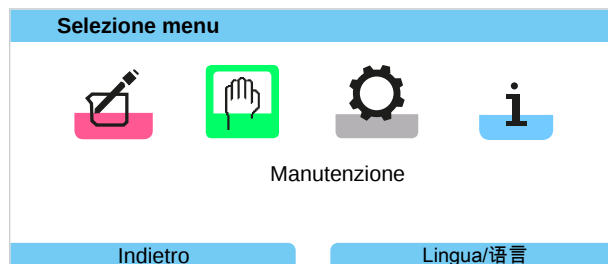 Selezione menu
Manutenzione
Indietro
Lingua/语言